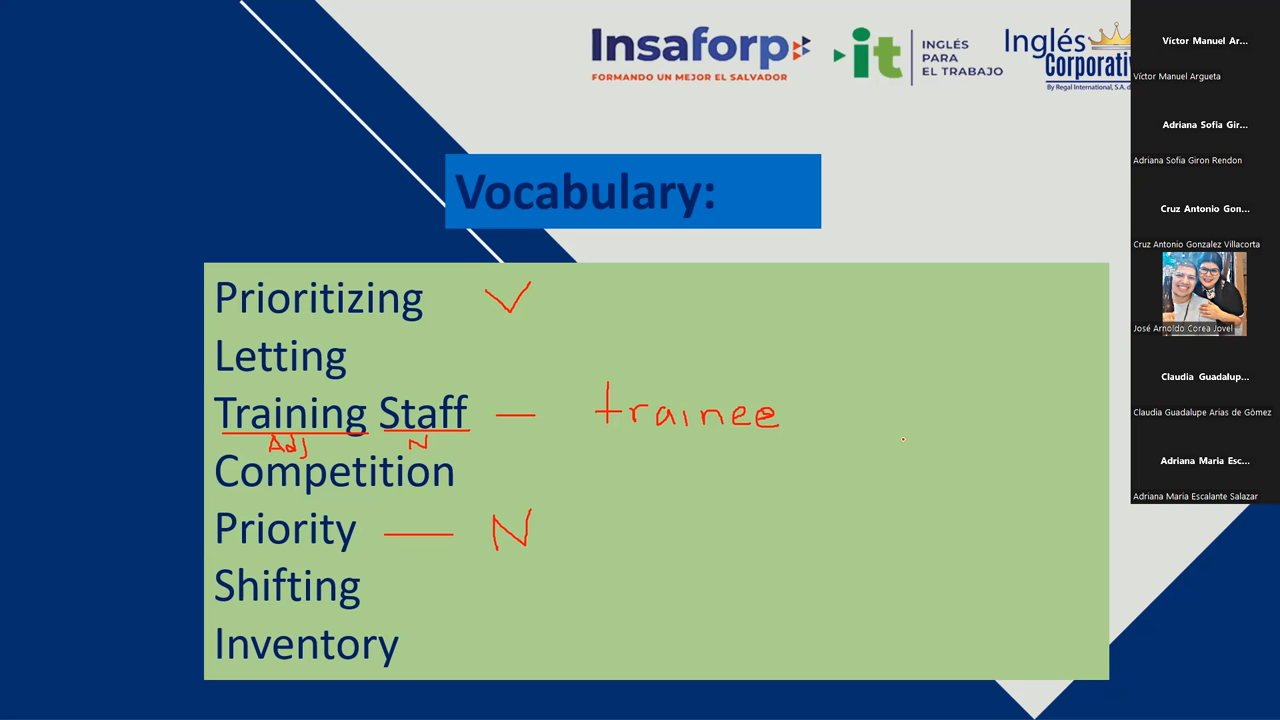 Insaforp
FORMANDO UN MEJOR EL SALVADOR
it
INGLÉS
PARA
EL TRABAJO
Inglés
Corporativ
By Regal International, S.A. d
Vocabulary:
Prioritizing V
Letting
Training Staff — trainee
Adj N
Competition
Priority — N
Shifting
Inventory
Víctor Manuel Ar...
Víctor Manuel Argueta
Adriana Sofia Gir...
Adriana Sofia Giron Rendon
Cruz Antonio Gon...
Cruz Antonio Gonzalez Villacorta
José Arnoldo Corea Jovel
Claudia Guadalup...
Claudia Guadalupe Arias de Gómez
Adriana Maria Esc...
Adriana Maria Escalante Salazar